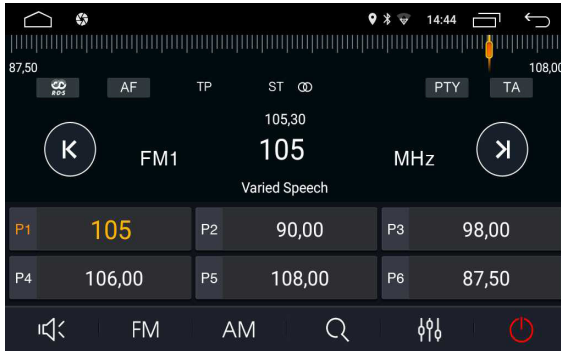 14:44
87,50 108,00
RDS AF TP ST PTY TA
105,30
FM1 105 MHz
Varied Speech
P1 105 P2 90,00 P3 98,00
P4 106,00 P5 108,00 P6 87,50
FM AM